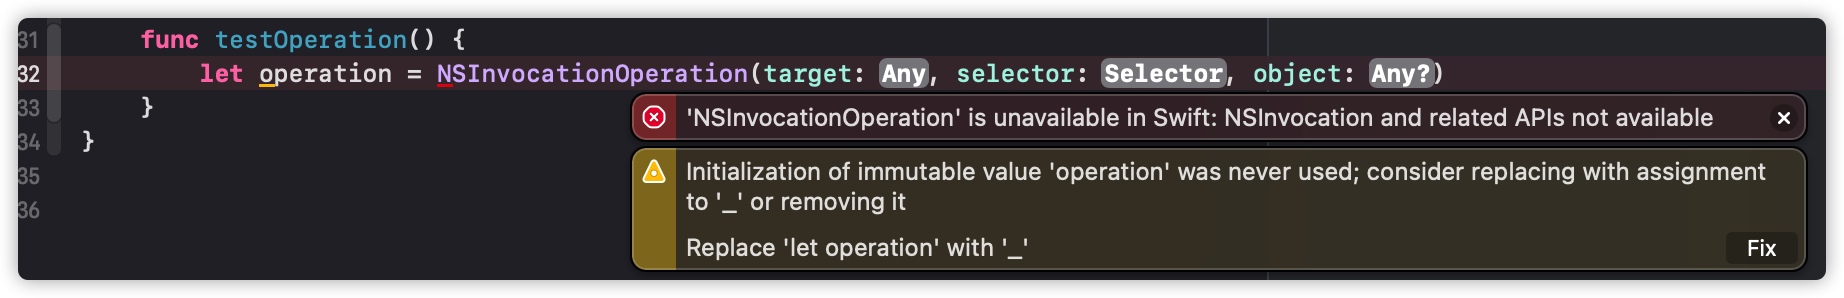 31 func testOperation() {
32 let operation = NSInvocationOperation(target: Any, selector: Selector, object: Any?)
33 }
'NSInvocationOperation' is unavailable in Swift: NSInvocation and related APIs not available
34 }
35
Initialization of immutable value 'operation' was never used; consider replacing with assignment
to '_' or removing it
36
Replace 'let operation' with '_'
Fix